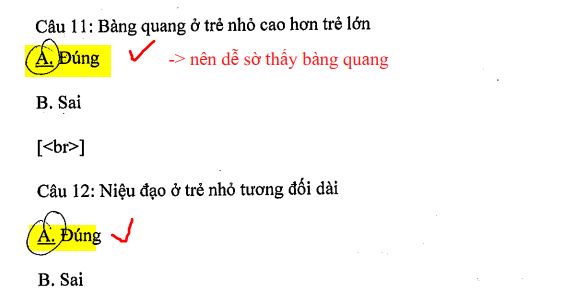 Câu 11: Bàng quang ở trẻ nhỏ cao hơn trẻ lớn
A. Đúng -> nên dễ sờ thấy bàng quang
B. Sai
[<br>]
Câu 12: Niệu đạo ở trẻ nhỏ tương đối dài
A. Đúng
B. Sai